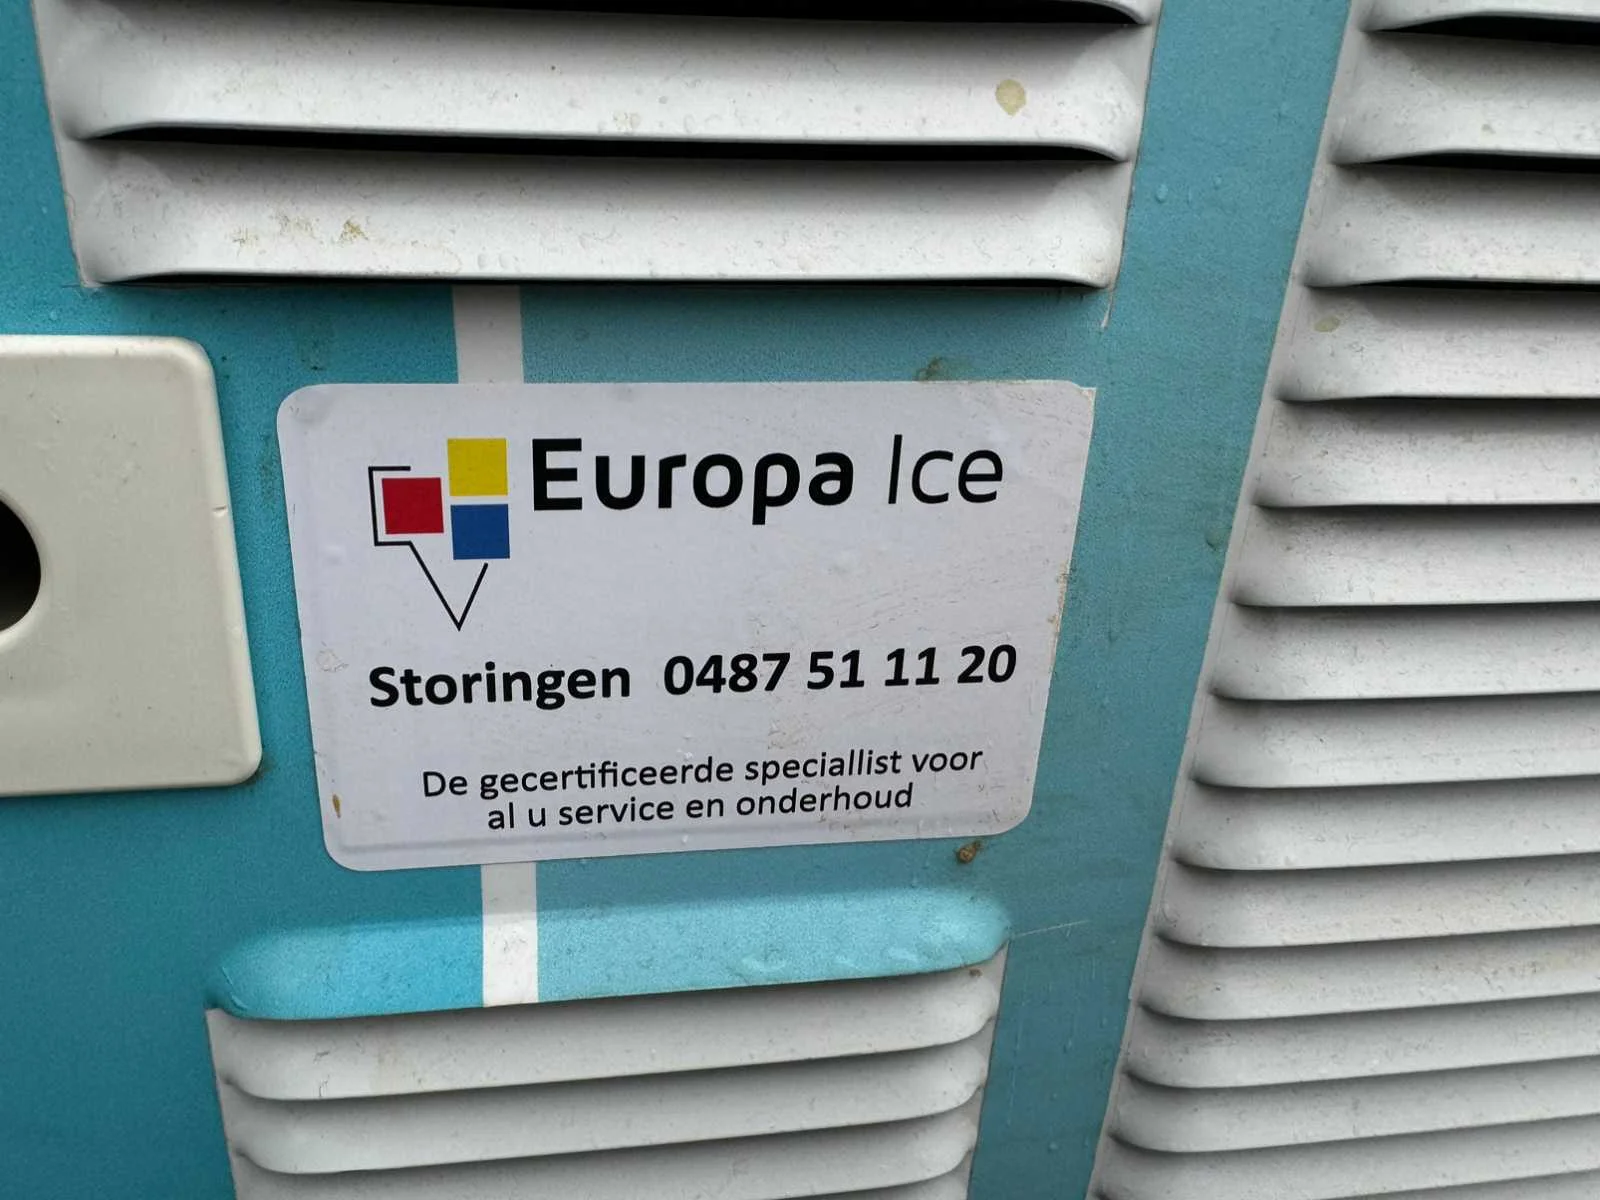 Europa Ice
Storingen 0487 51 11 20
De gecertificeerde speciallist voor
al u service en onderhoud